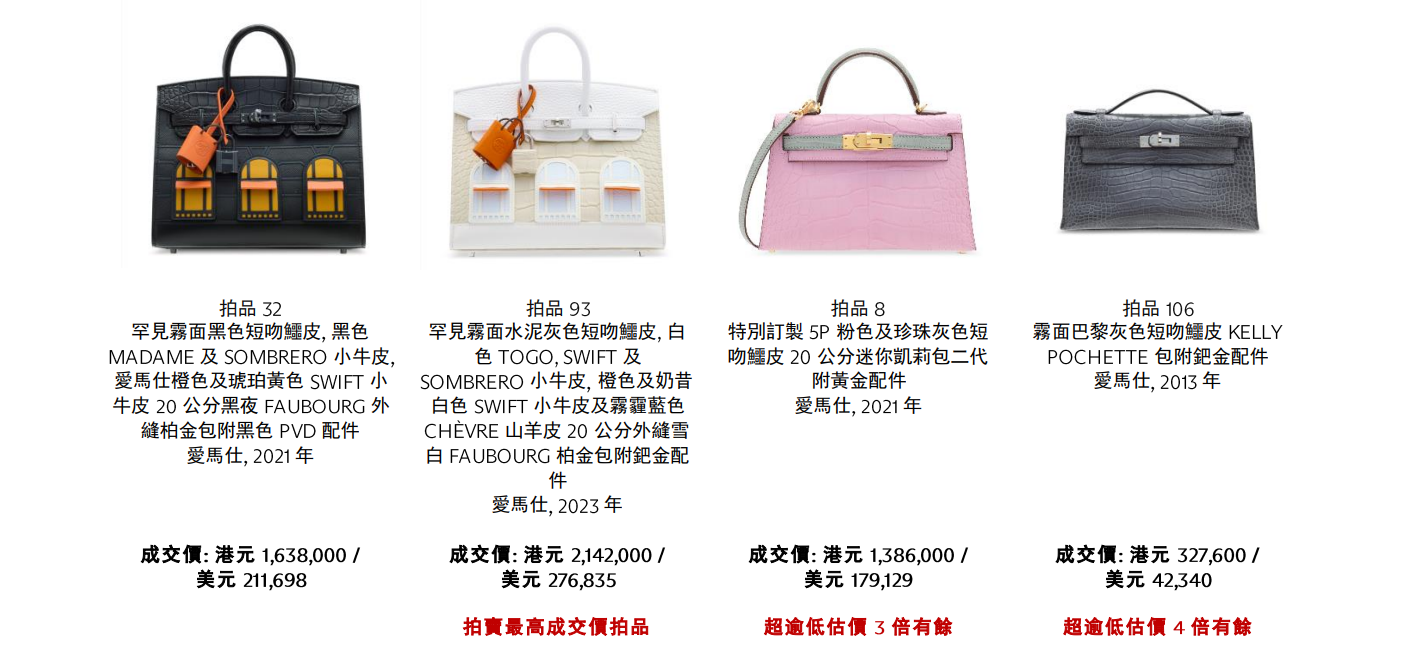 拍品 32
罕見霧面黑色短吻鱷皮, 黑色
MADAME 及 SOMBRERO 小牛皮,
愛馬仕橙色及琥珀黃色 SWIFT 小
牛皮 20 公分黑夜 FAUBOURG 外
縫柏金包附黑色 PVD 配件
愛馬仕, 2021 年
成交價: 港元 1,638,000 /
美元 211,698
拍品 93
罕見霧面水泥灰色短吻鱷皮, 白
色 TOGO, SWIFT 及
SOMBRERO 小牛皮, 橙色及奶昔
白色 SWIFT 小牛皮及霧霾藍色
CHÈVRE 山羊皮 20 公分外縫雪
白 FAUBOURG 柏金包附鈀金配
件
愛馬仕, 2023 年
成交價: 港元 2,142,000 /
美元 276,835
拍賣最高成交價拍品
拍品 8
特別訂製 5P 粉色及珍珠灰色短
吻鱷皮 20 公分迷你凱莉包二代
附黃金配件
愛馬仕, 2021 年
成交價: 港元 1,386,000 /
美元 179,129
超逾低估價 3 倍有餘
拍品 106
霧面巴黎灰色短吻鱷皮 KELLY
POCHETTE 包附鈀金配件
愛馬仕, 2013 年
成交價: 港元 327,600 /
美元 42,340
超逾低估價 4 倍有餘